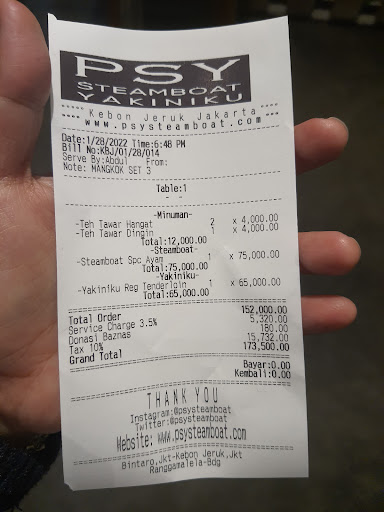 PSY
STEAMBOAT
YAKINIKU
Kebon Jeruk Jakarta
www.psysteamboat.com
Date:1/28/2022 Time:6:48 PM
Bill No:KBJ/01/28/014
Serve By:Abdul From:
Note: MANGKOK SET 3
Table:1
- -
-Minuman-
-Teh Tawar Hangat 2 x 4,000.00
-Teh Tawar Dingin 1 x 4,000.00
Total:12,000.00
-Steamboat-
-Steamboat Spc Ayam 1 x 75,000.00
Total:75,000.00
-Yakiniku-
-Yakiniku Reg Tenderloin 1 x 65,000.00
Total:65,000.00
Total Order 152,000.00
Service Charge 3.5% 5,320.00
Donasi Baznas 180.00
Tax 10% 15,732.00
Grand Total 173,500.00
Bayar:0.00
Kembali:0.00
THANK YOU
Instagram:@psysteamboat
Twitter:@psysteamboat
Website: www.psysteamboat.com
Bintaro,Jkt-Kebon Jeruk,Jkt
Ranggamalela-Bdg